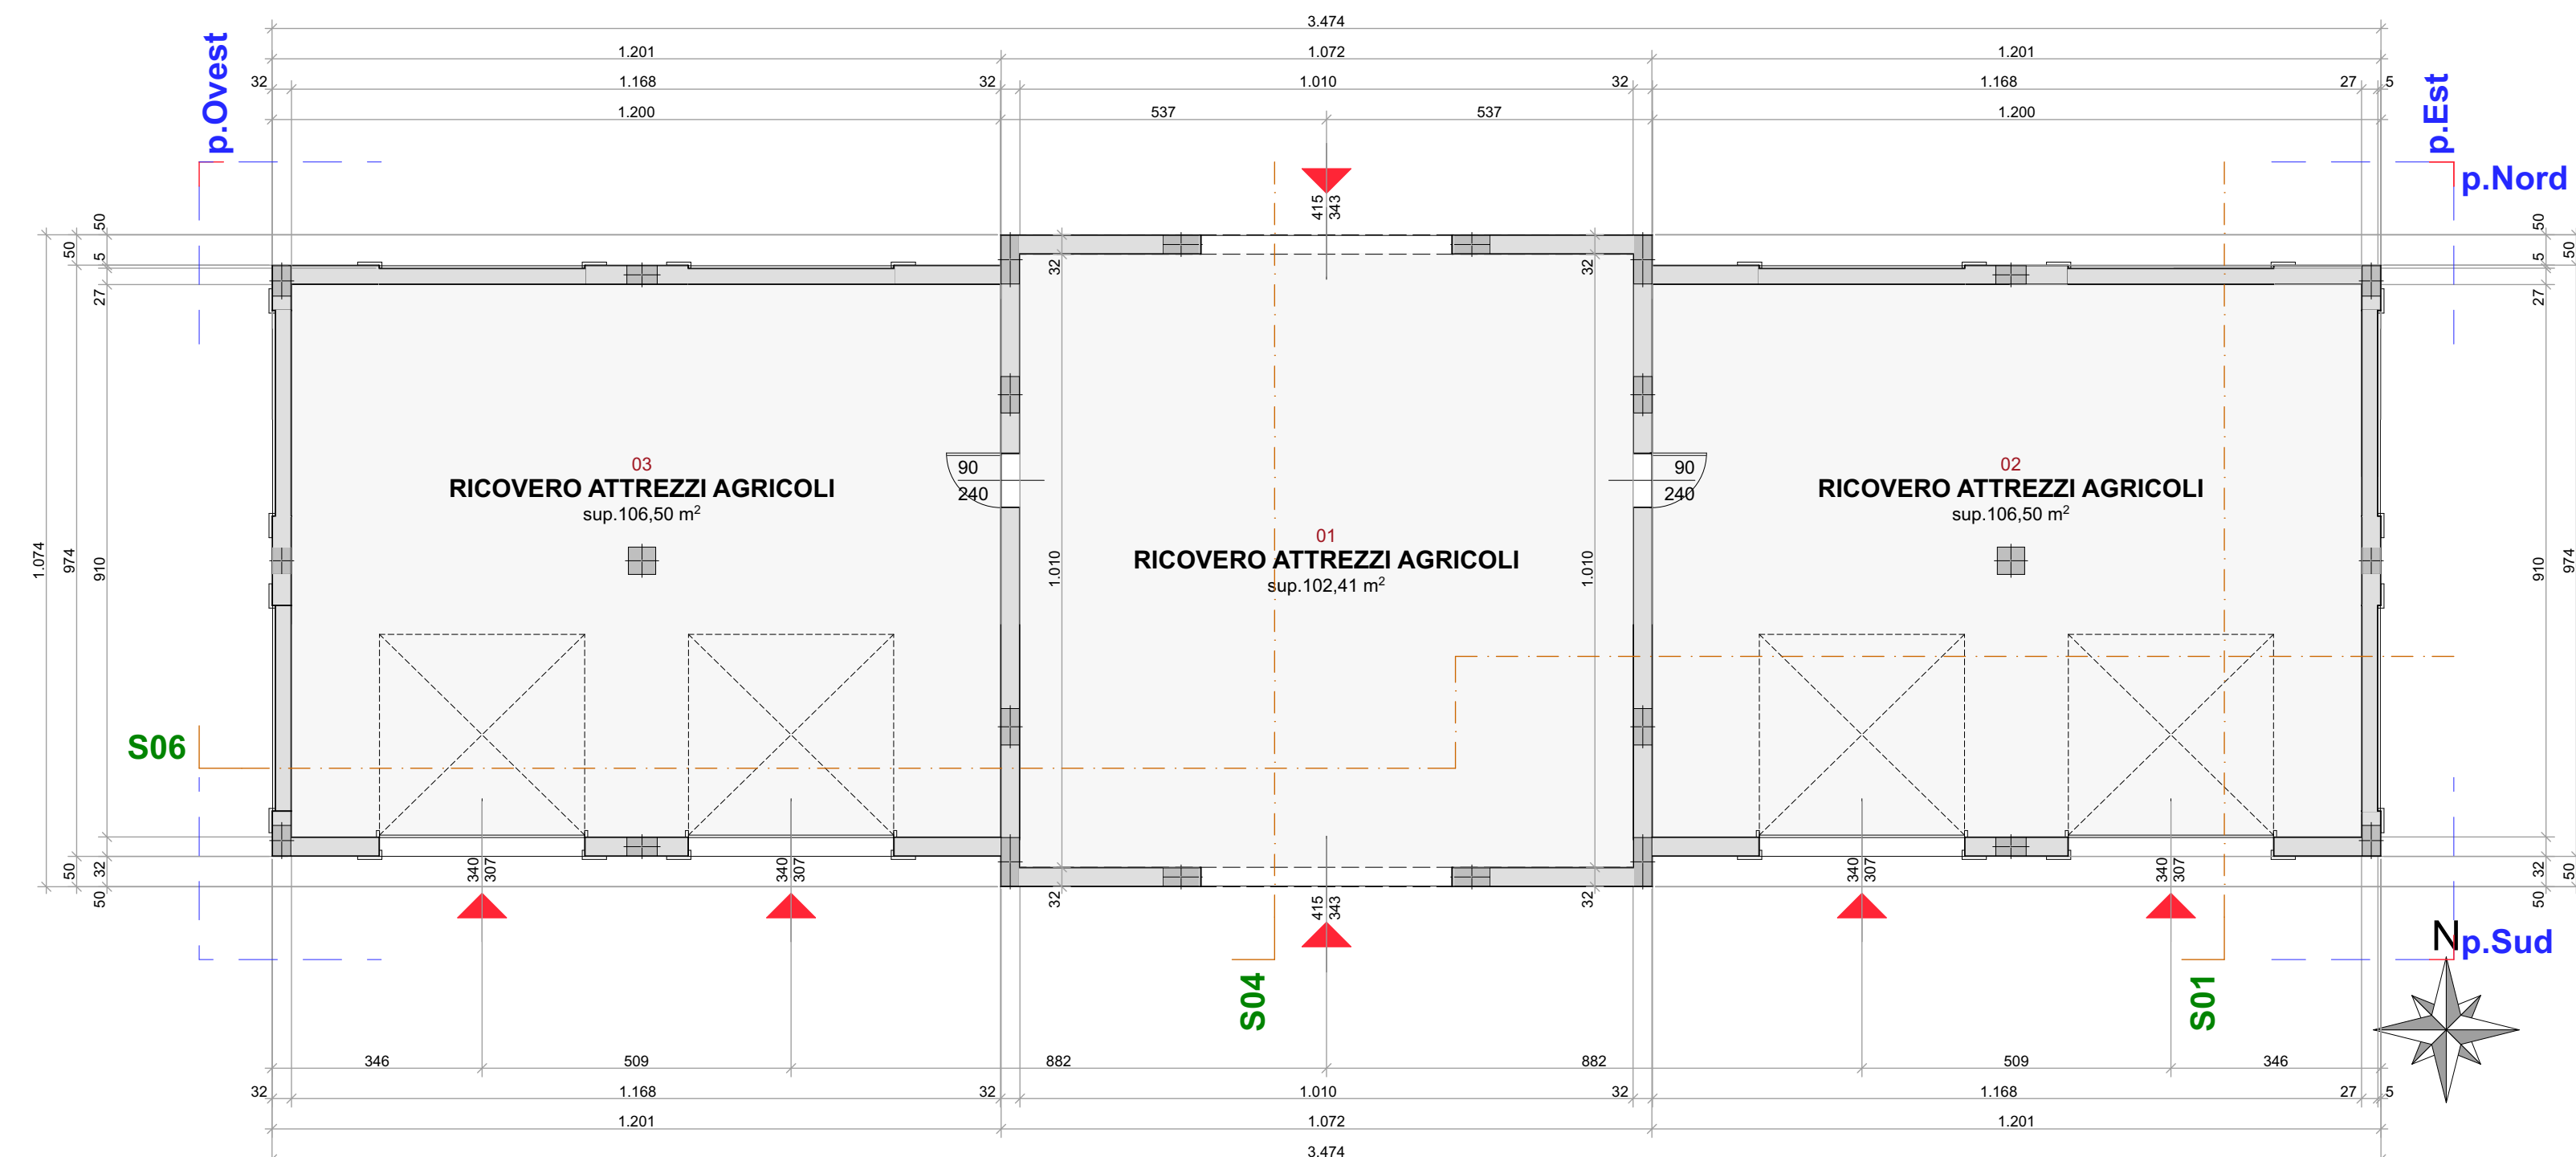 3.474
1.201 1.072 1.201
32 1.168 32 1.010 32 1.168 27 5
1.200 537 537 1.200
p.Ovest
p.Est
p.Nord
415 343
50 50 5 27
50 50 5 27
32 32
90 240
90 240
03
RICOVERO ATTREZZI AGRICOLI
sup.106,50 m²
02
RICOVERO ATTREZZI AGRICOLI
sup.106,50 m²
01
RICOVERO ATTREZZI AGRICOLI
sup.102,41 m²
1.074 974 910
1.010 1.010
910 974
S06
340 307
340 307
340 307
340 307
50 32 50
32 415 343 32
32 50 50
N
p.Sud
S04
S01
346 509 882 882 509 346
32 1.168 32 1.010 32 1.168 27 5
1.201 1.072 1.201
3.474